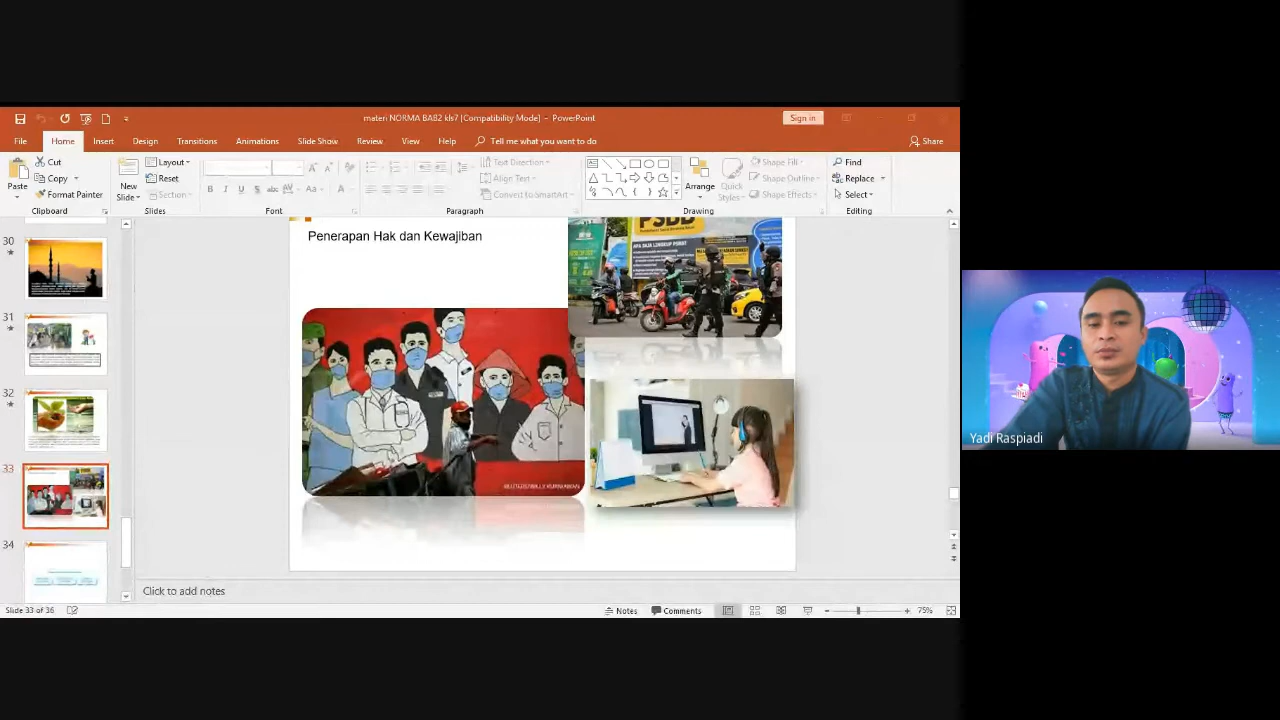 materi NORMA BAB2 kls7 [Compatibility Mode] - PowerPoint
Sign in
File Home Insert Design Transitions Animations Slide Show Review View Help Tell me what you want to do Share
Paste
Cut
Copy
Format Painter
Clipboard
New Slide
Layout
Reset
Section
Slides
B I U S abc AV Aa A
Font
Text Direction
Align Text
Convert to SmartArt
Paragraph
Arrange
Quick Styles
Shape Fill
Shape Outline
Shape Effects
Drawing
Find
Replace
Select
Editing
30
31
32
33
34
Penerapan Hak dan Kewajiban
PSBB
Click to add notes
Slide 33 of 36
Notes
Comments
75%
Yadi Raspiadi